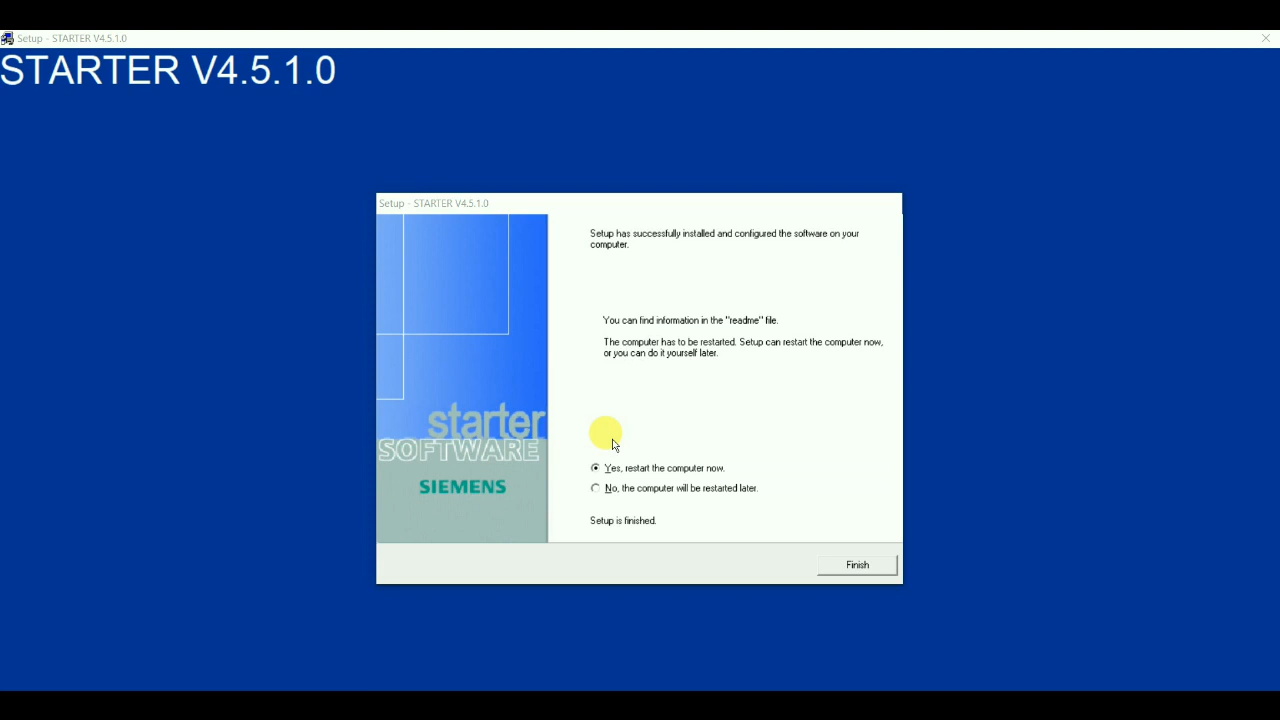 Setup - STARTER V4.5.1.0
STARTER V4.5.1.0
Setup - STARTER V4.5.1.0
Setup has successfully installed and configured the software on your
computer.
You can find information in the "readme" file.
The computer has to be restarted. Setup can restart the computer now,
or you can do it yourself later.
starter
SOFTWARE
SIEMENS
Yes, restart the computer now.
No, the computer will be restarted later.
Setup is finished.
Finish